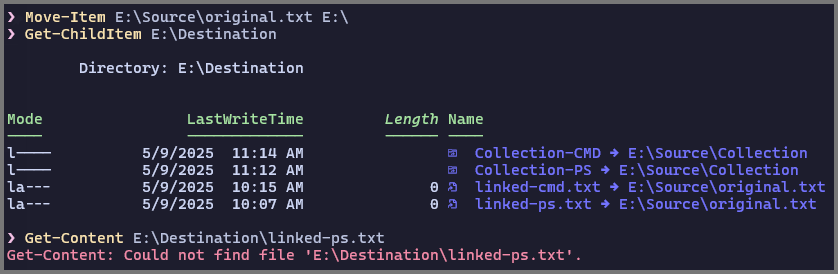 ❯ Move-Item E:\Source\original.txt E:\
❯ Get-ChildItem E:\Destination
Directory: E:\Destination
Mode LastWriteTime Length Name
l---- 5/9/2025 11:14 AM Collection-CMD → E:\Source\Collection
l---- 5/9/2025 11:12 AM Collection-PS → E:\Source\Collection
la--- 5/9/2025 10:15 AM 0 linked-cmd.txt → E:\Source\original.txt
la--- 5/9/2025 10:07 AM 0 linked-ps.txt → E:\Source\original.txt
❯ Get-Content E:\Destination\linked-ps.txt
Get-Content: Could not find file 'E:\Destination\linked-ps.txt'.